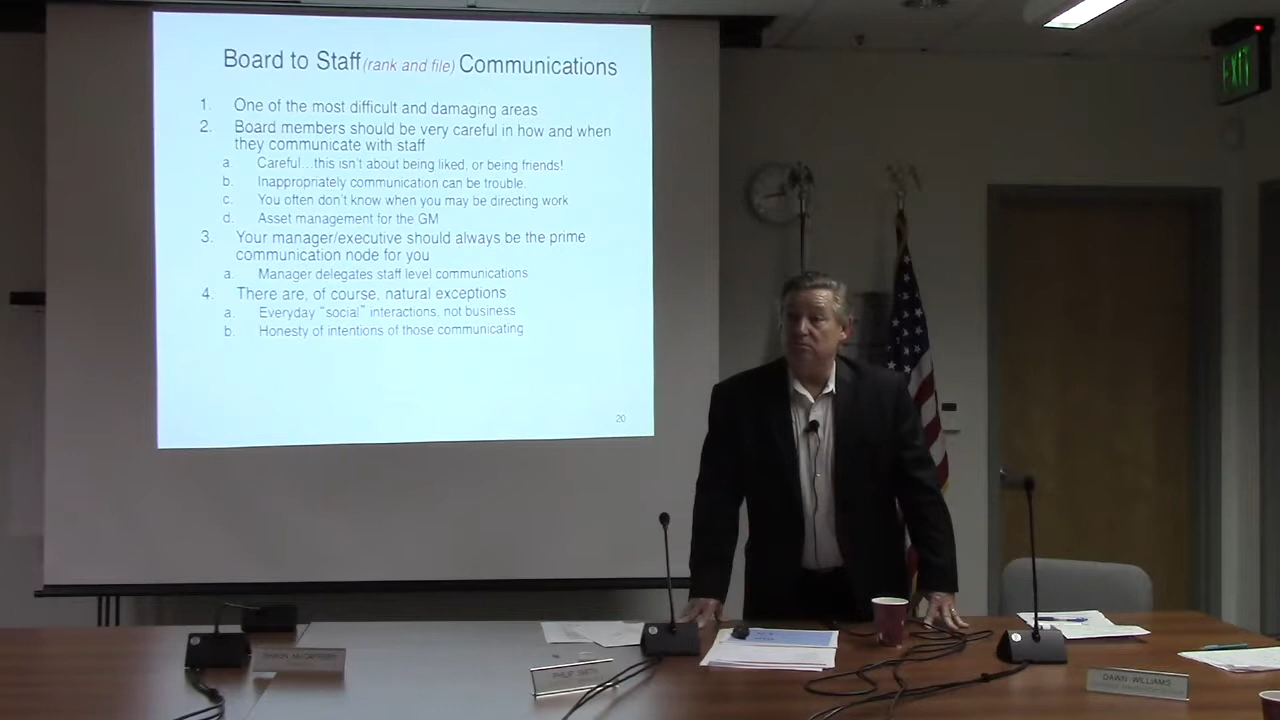 Board to Staff (rank and file) Communications
1. One of the most difficult and damaging areas
2. Board members should be very careful in how and when
they communicate with staff
a. Careful...this isn't about being liked, or being friends!
b. Inappropriately communication can be trouble.
c. You often don't know when you may be directing work
d. Asset management for the GM
3. Your manager/executive should always be the prime
communication node for you
a. Manager delegates staff level communications
4. There are, of course, natural exceptions
a. Everyday "social" interactions, not business
b. Honesty of intentions of those communicating
20
EXIT
PHILIP SMITH
DAWN WILLIAMS